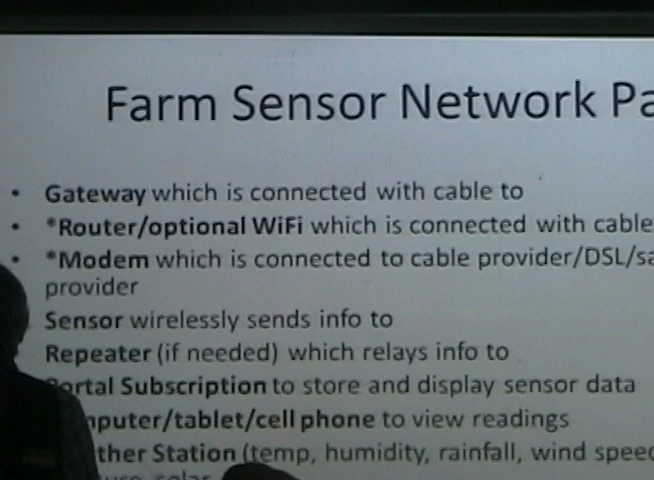 Farm Sensor Network
• Gateway which is connected with cable to
• *Router/optional WiFi which is connected with cable
• *Modem which is connected to cable provider/DSL/
provider
Sensor wirelessly sends info to
Repeater (if needed) which relays info to
Portal Subscription to store and display sensor data
mputer/tablet/cell phone to view readings
ther Station (temp, humidity, rainfall, wind speed
solar